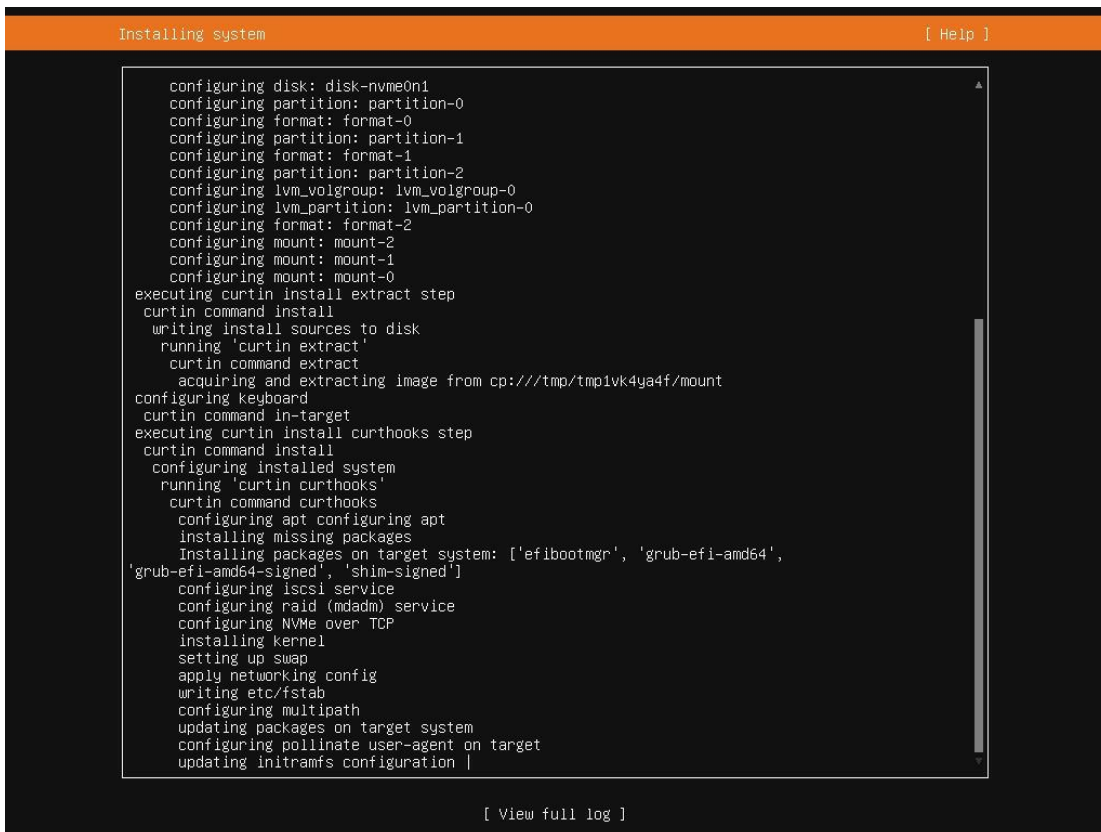 Installing system
[ Help ]
configuring disk: disk-nvme0n1
configuring partition: partition-0
configuring format: format-0
configuring partition: partition-1
configuring format: format-1
configuring partition: partition-2
configuring lvm_volgroup: lvm_volgroup-0
configuring lvm_partition: lvm_partition-0
configuring format: format-2
configuring mount: mount-2
configuring mount: mount-1
configuring mount: mount-0
executing curtin install extract step
curtin command install
writing install sources to disk
running 'curtin extract'
curtin command extract
acquiring and extracting image from cp:///tmp/tmp1vk4ya4f/mount
configuring keyboard
curtin command in-target
executing curtin install curthooks step
curtin command install
configuring installed system
running 'curtin curthooks'
curtin command curthooks
configuring apt configuring apt
installing missing packages
Installing packages on target system: ['efibootmgr', 'grub-efi-amd64',
'grub-efi-amd64-signed', 'shim-signed']
configuring iscsi service
configuring raid (mdadm) service
configuring NVMe over TCP
installing kernel
setting up swap
apply networking config
writing etc/fstab
configuring multipath
updating packages on target system
configuring pollinate user-agent on target
updating initramfs configuration |
[ View full log ]